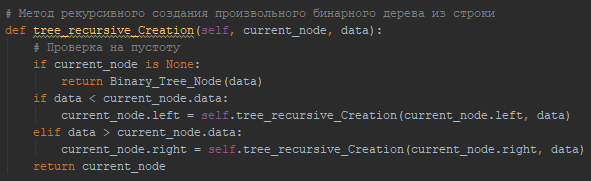 # Метод рекурсивного создания произвольного бинарного дерева из строки
def tree_recursive_Creation(self, current_node, data):
    # Проверка на пустоту
    if current_node is None:
        return Binary_Tree_Node(data)
    if data < current_node.data:
        current_node.left = self.tree_recursive_Creation(current_node.left, data)
    elif data > current_node.data:
        current_node.right = self.tree_recursive_Creation(current_node.right, data)
    return current_node